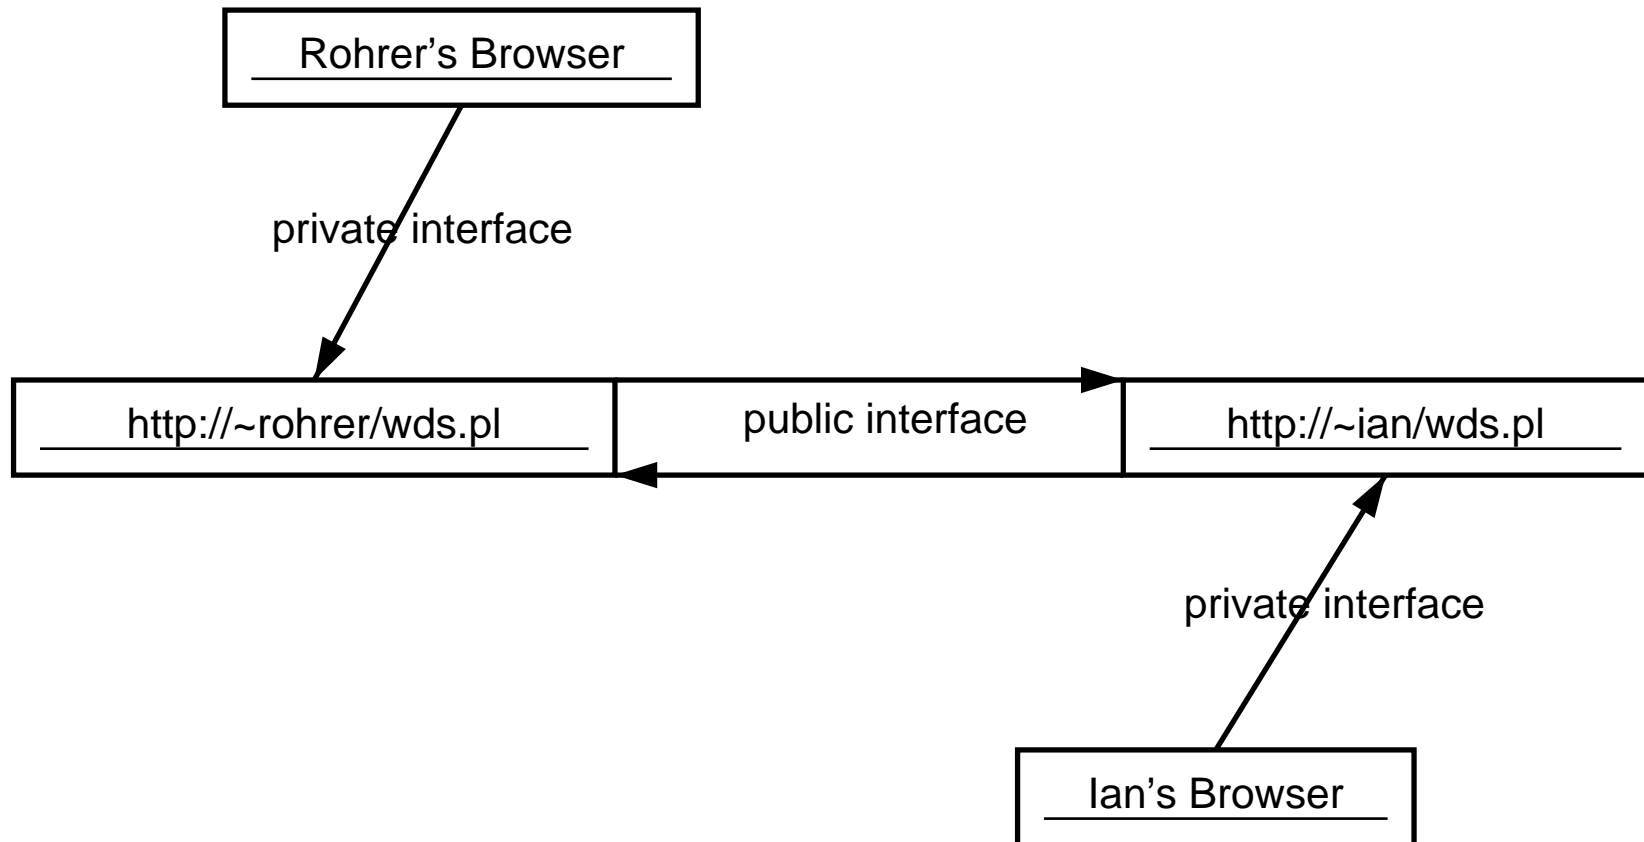 Rohrer’s Browser
private interface
http://~rohrer/wds.pl
public interface
http://~ian/wds.pl
private interface
Ian’s Browser